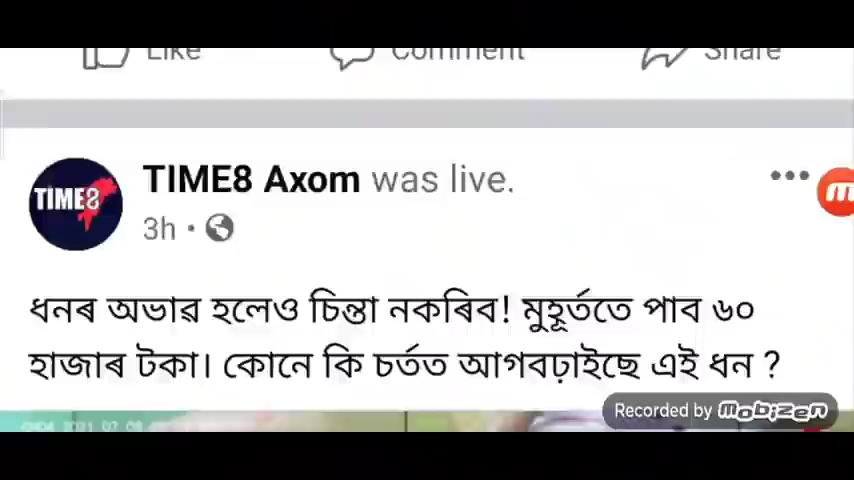 Like Comment Share
TIME8 TIME8 Axom was live.
3h
ধনৰ অভাৱ হলেও চিন্তা নকৰিব! মুহূৰ্ততে পাব ৬০
হাজাৰ টকা। কোনে কি চৰ্তত আগবঢ়াইছে এই ধন ?
Recorded by Mobizen